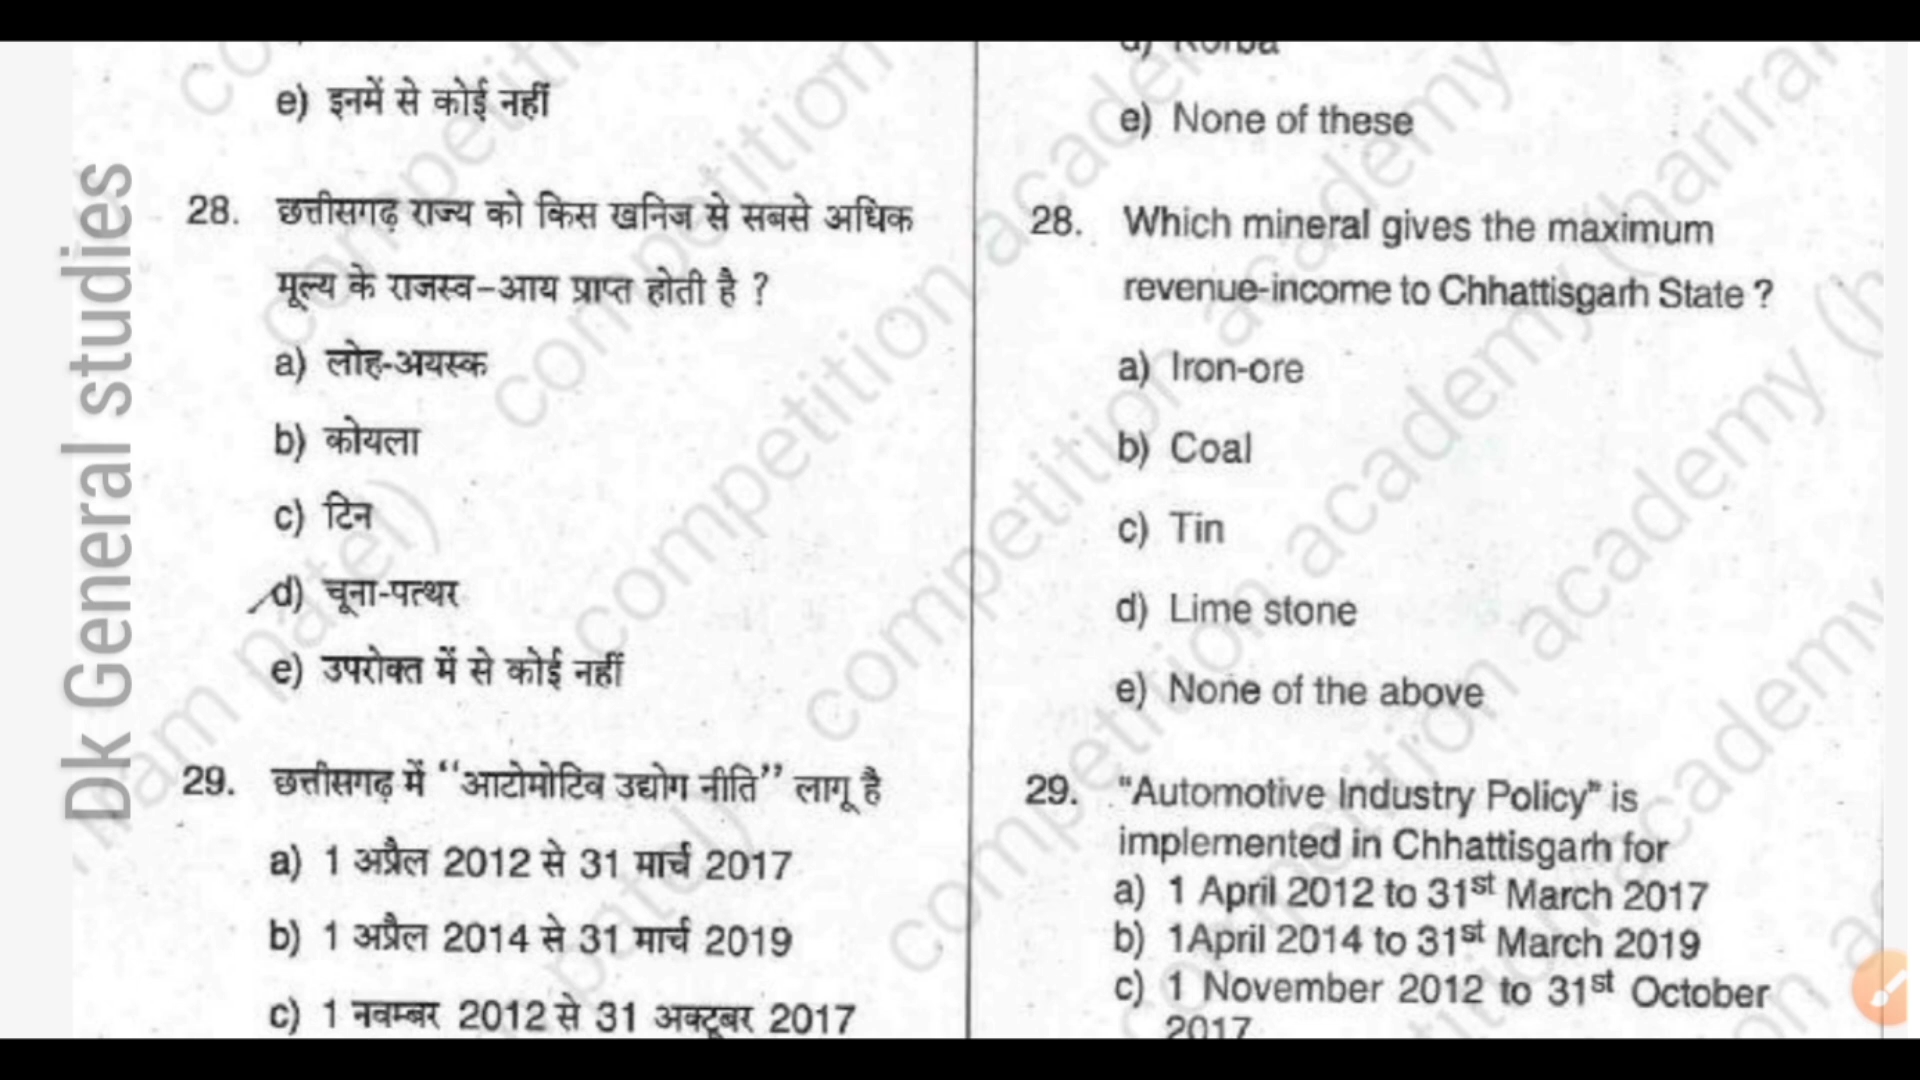 Dk General studies
e) इनमें से कोई नहीं
28. छत्तीसगढ़ राज्य को किस खनिज से सबसे अधिक
मूल्य के राजस्व-आय प्राप्त होती है ?
a) लोह-अयस्क
b) कोयला
c) टिन
d) चूना-पत्थर
e) उपरोक्त में से कोई नहीं
29. छत्तीसगढ़ में “आटोमोटिव उद्योग नीति” लागू है
a) 1 अप्रैल 2012 से 31 मार्च 2017
b) 1 अप्रैल 2014 से 31 मार्च 2019
c) 1 नवम्बर 2012 से 31 अक्टूबर 2017
d) Korba
e) None of these
28. Which mineral gives the maximum
revenue-income to Chhattisgarh State ?
a) Iron-ore
b) Coal
c) Tin
d) Lime stone
e) None of the above
29. “Automotive Industry Policy” is
implemented in Chhattisgarh for
a) 1 April 2012 to 31st March 2017
b) 1April 2014 to 31st March 2019
c) 1 November 2012 to 31st October
2017
competition academy (hariram patel)